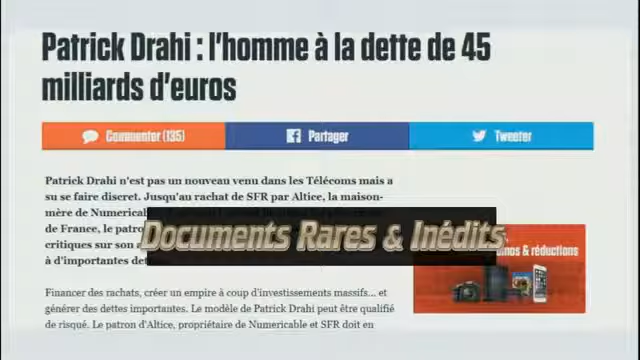 Patrick Drahi : l'homme à la dette de 45
milliards d'euros
Commenter (135)
Partager
Tweeter
Patrick Drahi n'est pas un nouveau venu dans les Télécoms mais a
su se faire discret. Jusqu'au rachat de SFR par Altice, la maison-
mère de Numericable
de France, le patro
critiques sur son a
à d'importantes det
Documents Rares & Inédits
& réductions
Financer des rachats, créer un empire à coup d'investissements massifs... et
générer des dettes importantes. Le modèle de Patrick Drahi peut être qualifié
de risqué. Le patron d'Altice, propriétaire de Numericable et SFR doit en